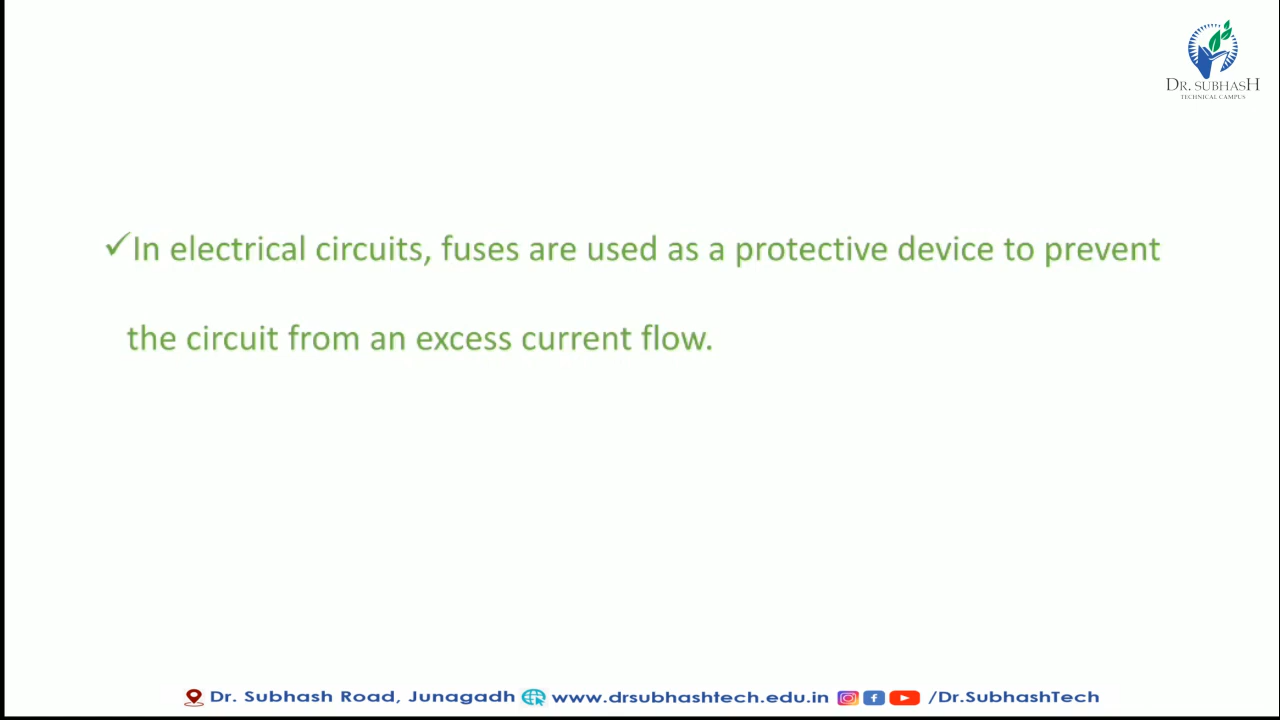 DR. SUBHASH
TECHNICAL CAMPUS
✓In electrical circuits, fuses are used as a protective device to prevent
the circuit from an excess current flow.
Dr. Subhash Road, Junagadh www.drsubhashtech.edu.in /Dr.SubhashTech